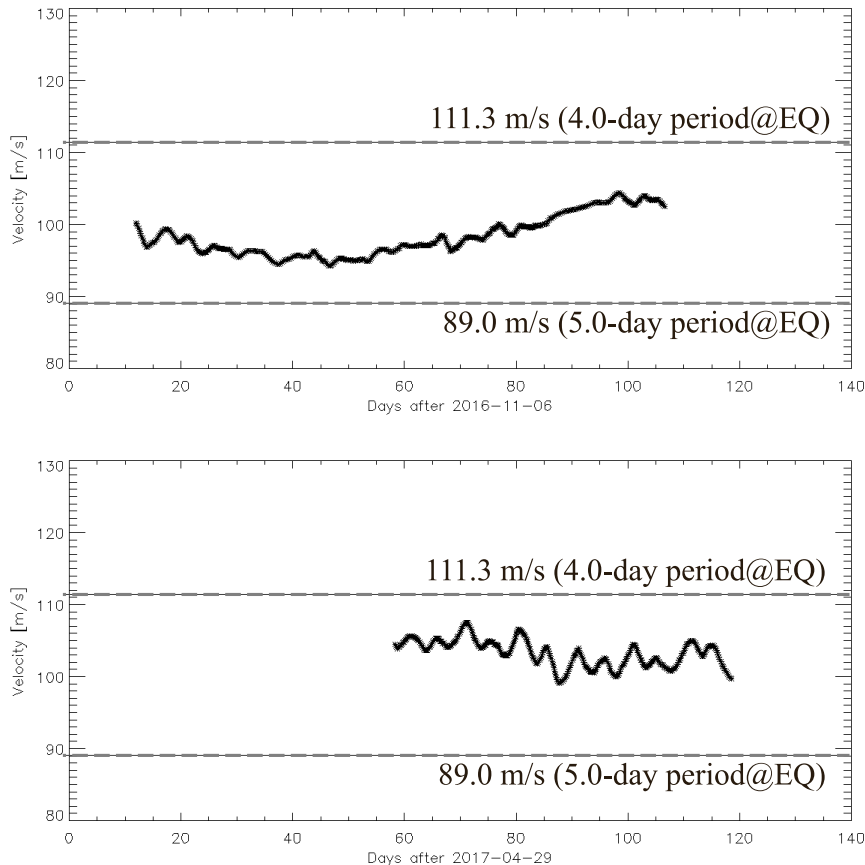 130
120
111.3 m/s (4.0-day period@EQ)
110
Velocity [m/s]
100
90
89.0 m/s (5.0-day period@EQ)
80
0 20 40 60 80 100 120 140
Days after 2016-11-06
130
120
111.3 m/s (4.0-day period@EQ)
110
Velocity [m/s]
100
90
89.0 m/s (5.0-day period@EQ)
80
0 20 40 60 80 100 120 140
Days after 2017-04-29